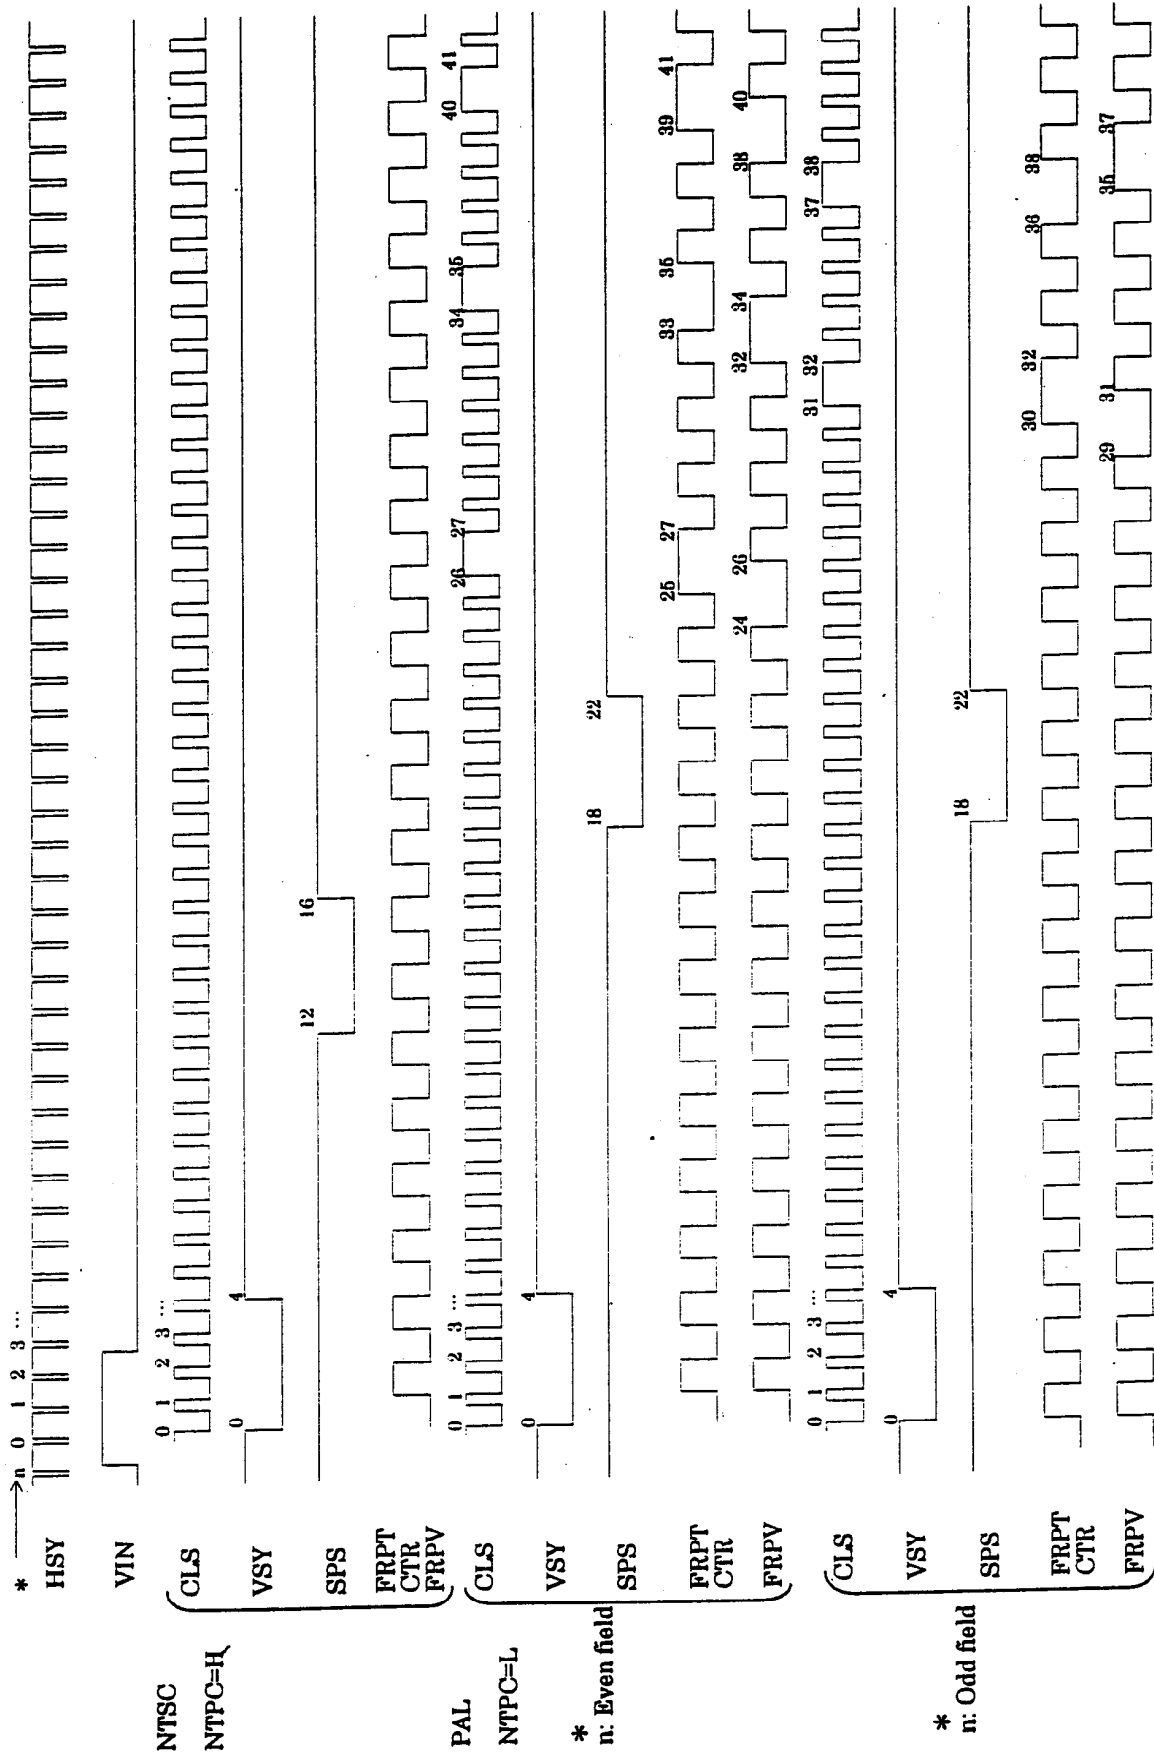 * → n 0 1 2 3 ...
HSY
VIN
NTSC
NTPC=H
CLS 0 1 2 3 ...
VSY 0 4
SPS 12 16
FRPT
CTR
FRPV
PAL
NTPC=L
*
n: Even field
CLS 0 1 2 3 ... 26 27 34 35 40 41
VSY 0 4
SPS 18 22
FRPT
CTR
25 27 33 35 39 41
FRPV 24 26 32 34 38 40
*
n: Odd field
CLS 0 1 2 3 ... 31 32 37 38
VSY 0 4
SPS 18 22
FRPT
CTR
30 32 36 38
FRPV 29 31 35 37